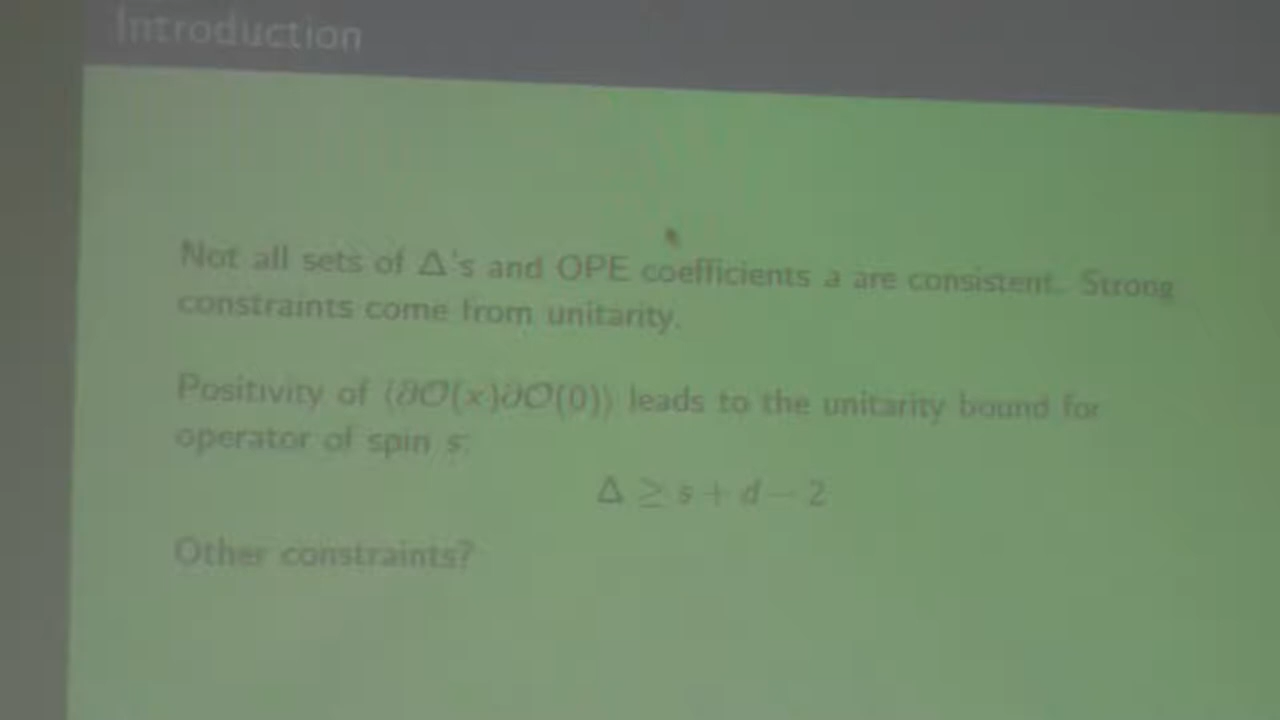 Introduction
Not all sets of Δ's and OPE coefficients a are consistent. Strong
constraints come from unitarity.
Positivity of ⟨∂O(x)∂O(0)⟩ leads to the unitarity bound for
operator of spin s:
Δ ≥ s + d − 2
Other constraints?